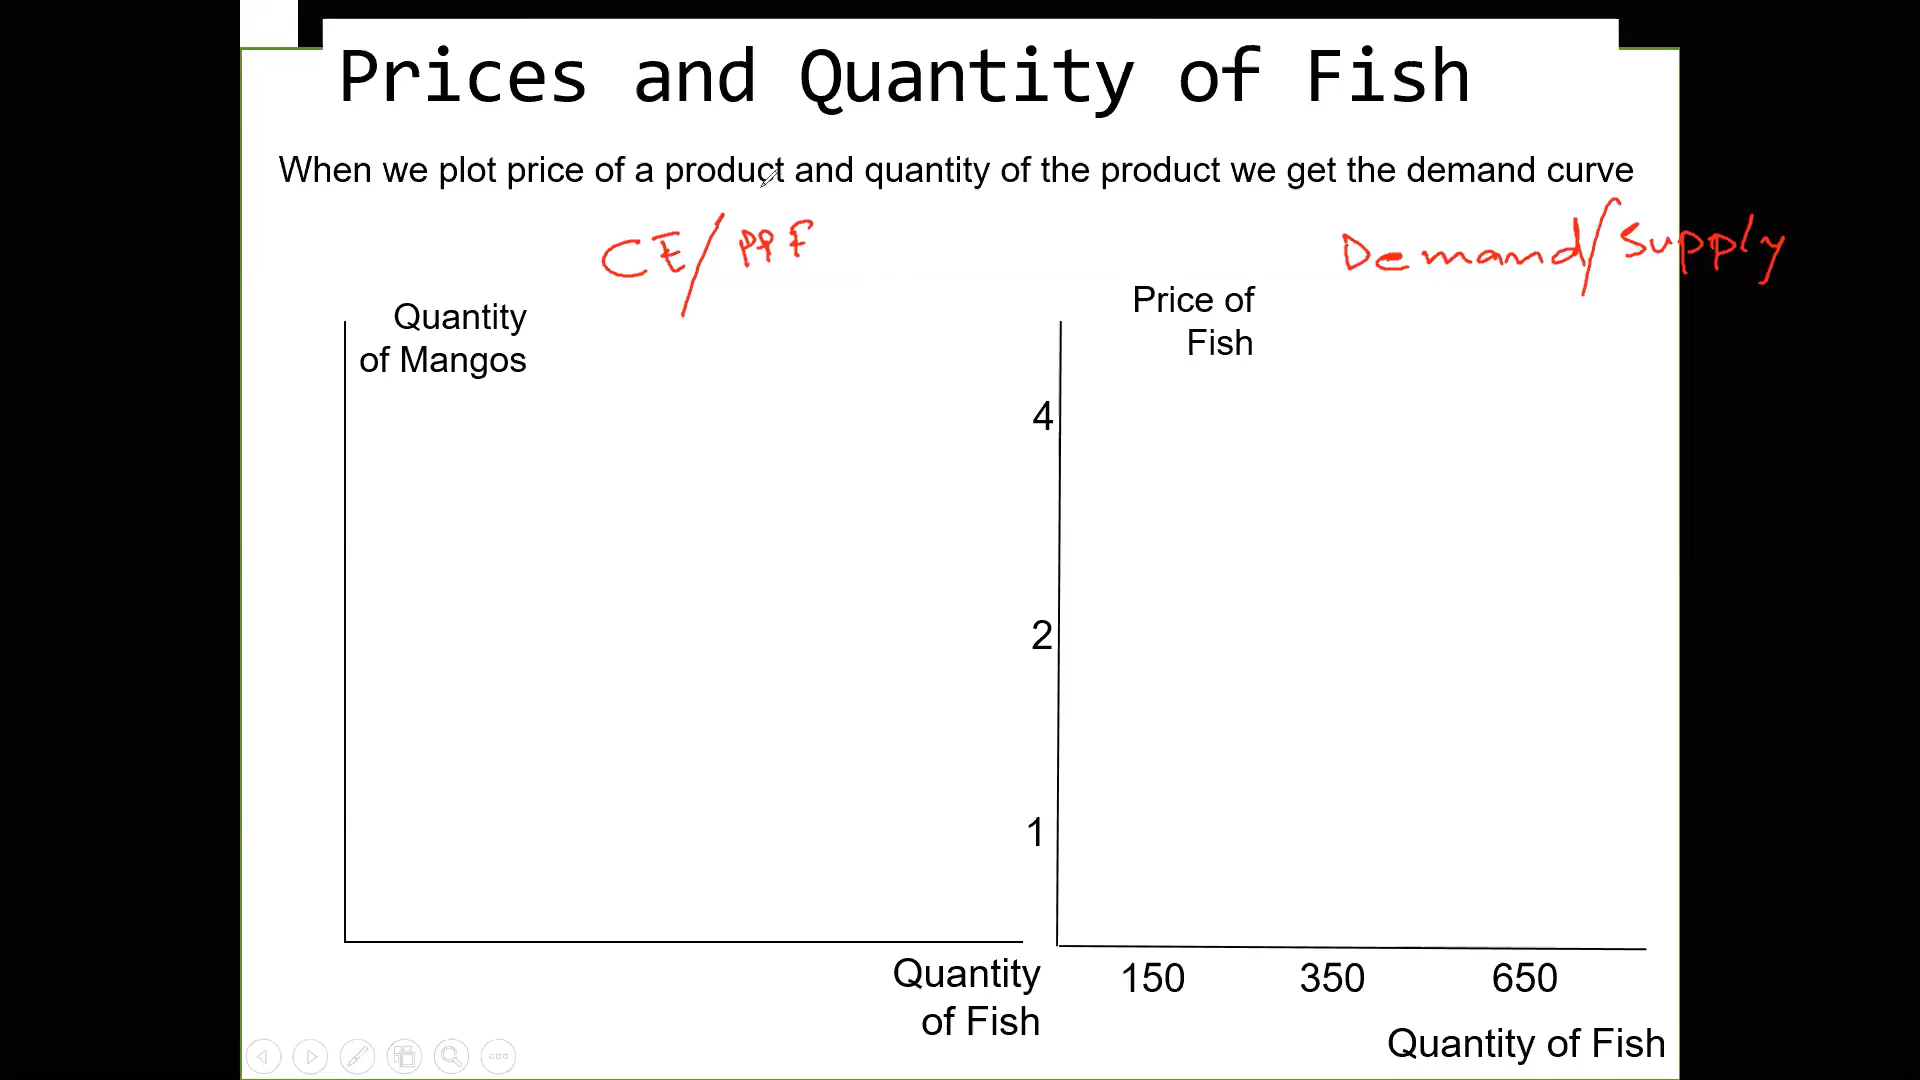 Prices and Quantity of Fish
When we plot price of a product and quantity of the product we get the demand curve
CE/PPF
Demand/Supply
Quantity
of Mangos
Price of
Fish
4
2
1
Quantity
of Fish
150 350 650
Quantity of Fish